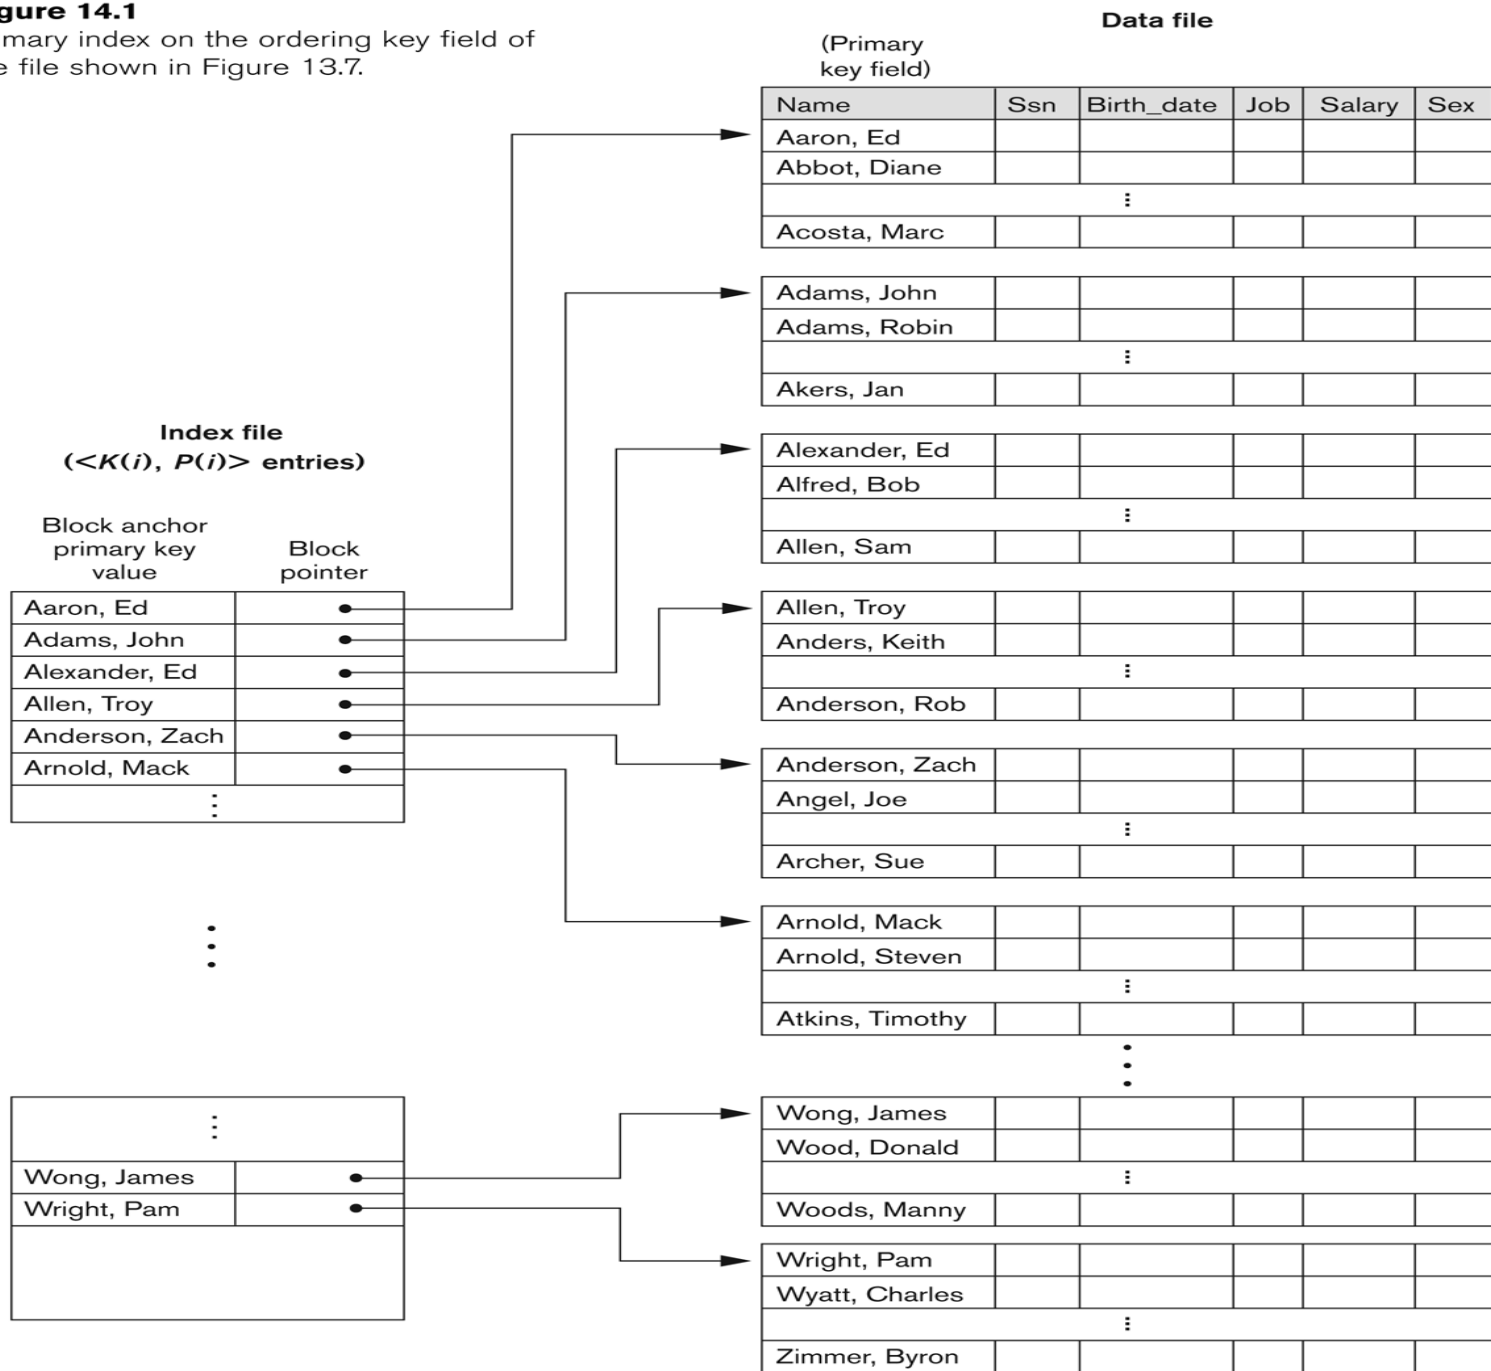 gure 14.1
mary index on the ordering key field of
e file shown in Figure 13.7.
Data file
(Primary
key field)
Name Ssn Birth_date Job Salary Sex
Aaron, Ed
Abbot, Diane
Acosta, Marc
Adams, John
Adams, Robin
Akers, Jan
Alexander, Ed
Alfred, Bob
Allen, Sam
Allen, Troy
Anders, Keith
Anderson, Rob
Anderson, Zach
Angel, Joe
Archer, Sue
Arnold, Mack
Arnold, Steven
Atkins, Timothy
Wong, James
Wood, Donald
Woods, Manny
Wright, Pam
Wyatt, Charles
Zimmer, Byron
Index file
(<K(i), P(i)> entries)
Block anchor
primary key
value
Block
pointer
Aaron, Ed
Adams, John
Alexander, Ed
Allen, Troy
Anderson, Zach
Arnold, Mack
Wong, James
Wright, Pam